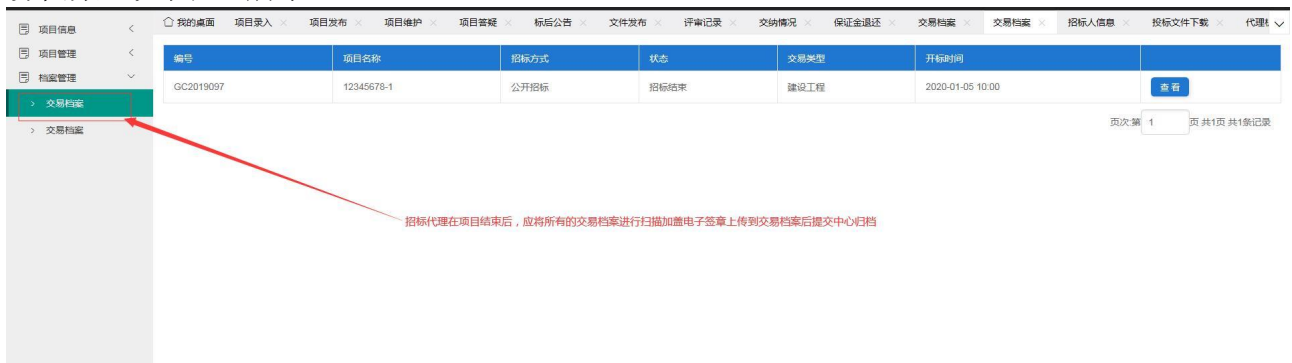 项目信息
项目管理
档案管理
交易档案
交易档案
我的桌面 项目录入 项目发布 项目维护 项目答疑 标后公告 文件发布 评审记录 交纳情况 保证金退还 交易档案 交易档案 招标人信息 投标文件下载
编号 项目名称 招标方式 状态 交易类型 开标时间
GC2019097 12345678-1 公开招标 招标结束 建设工程 2020-01-05 10:00 查看
页次:第 1 页 共1页 共1条记录
招标代理在项目结束后，应将所有的交易档案进行扫描加盖电子签章上传到交易档案后提交中心归档